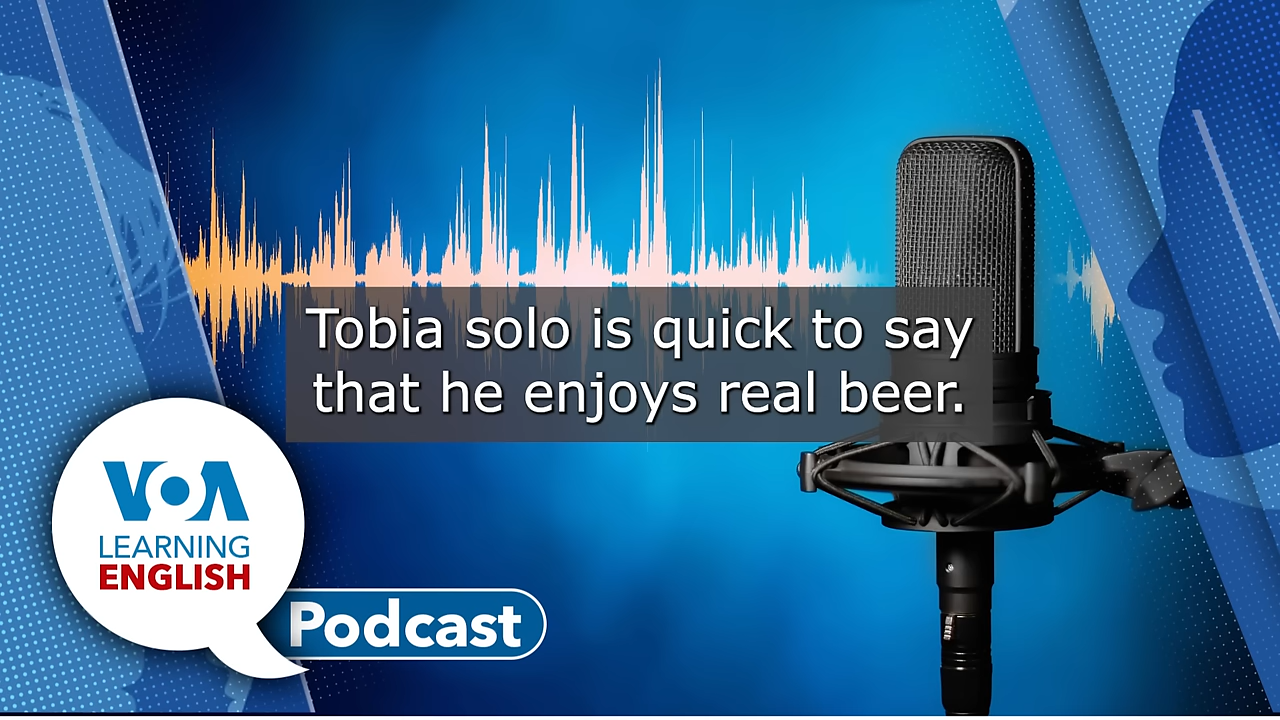 Tobia solo is quick to say
that he enjoys real beer.
VOA
LEARNING
ENGLISH
Podcast